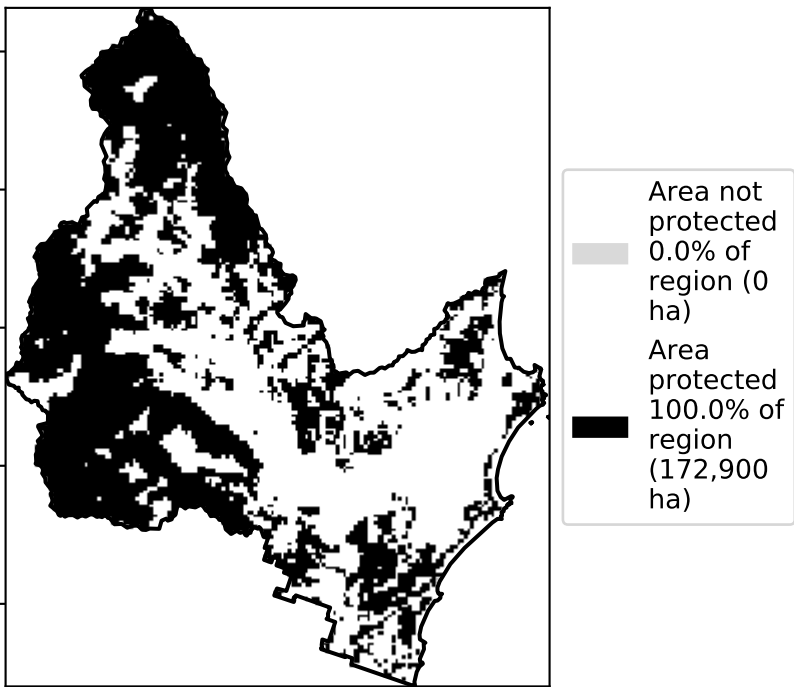 Area not
protected
0.0% of
region (0
ha)
Area
protected
100.0% of
region
(172,900
ha)